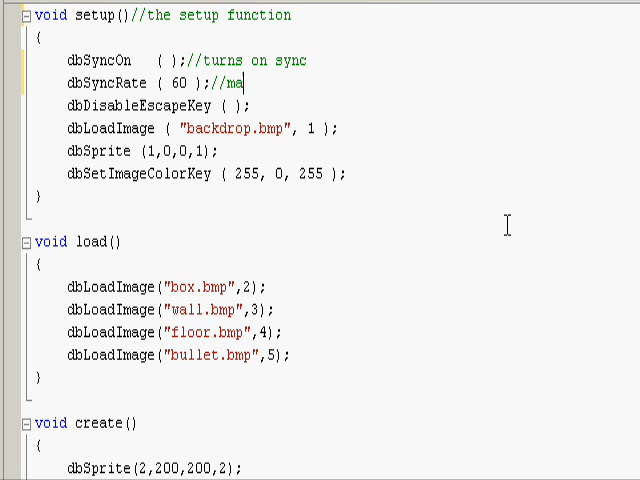 void setup()//the setup function
{
dbSyncOn   ( );//turns on sync
dbSyncRate ( 60 );//ma
dbDisableEscapeKey ( );
dbLoadImage ( "backdrop.bmp", 1 );
dbSprite (1,0,0,1);
dbSetImageColorKey ( 255, 0, 255 );
}
void load()
{
dbLoadImage("box.bmp",2);
dbLoadImage("wall.bmp",3);
dbLoadImage("floor.bmp",4);
dbLoadImage("bullet.bmp",5);
}
void create()
{
dbSprite(2,200,200,2);